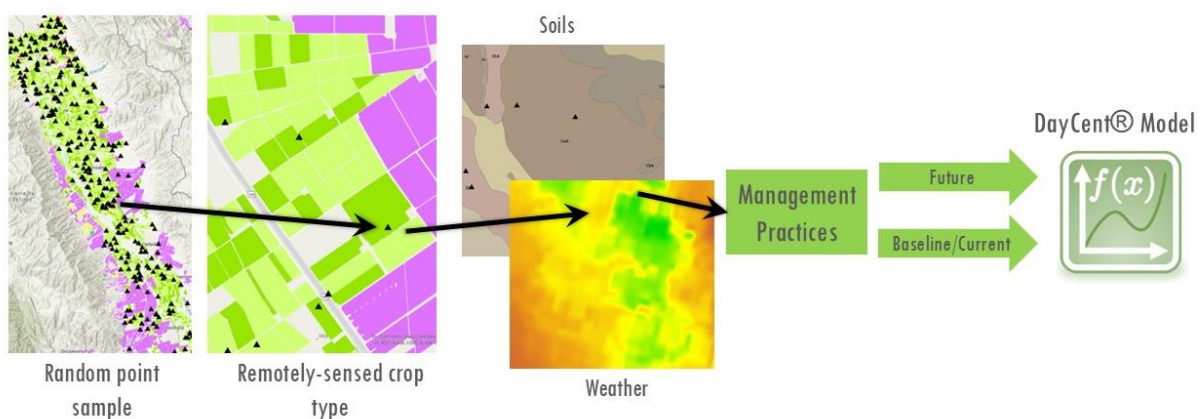 Soils
DayCent® Model
Management
Practices
Future
Baseline/Current
f(x)
Random point
sample
Remotely-sensed crop
type
Weather